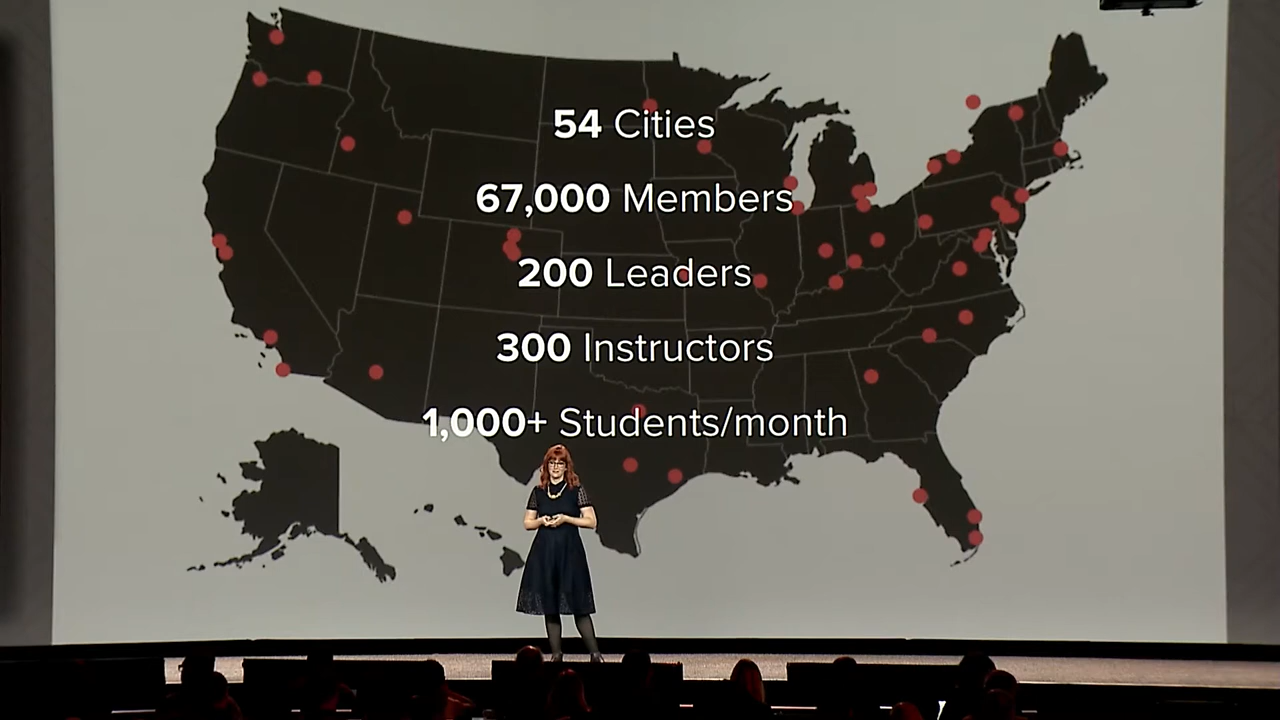 54 Cities
67,000 Members
200 Leaders
300 Instructors
1,000+ Students/month